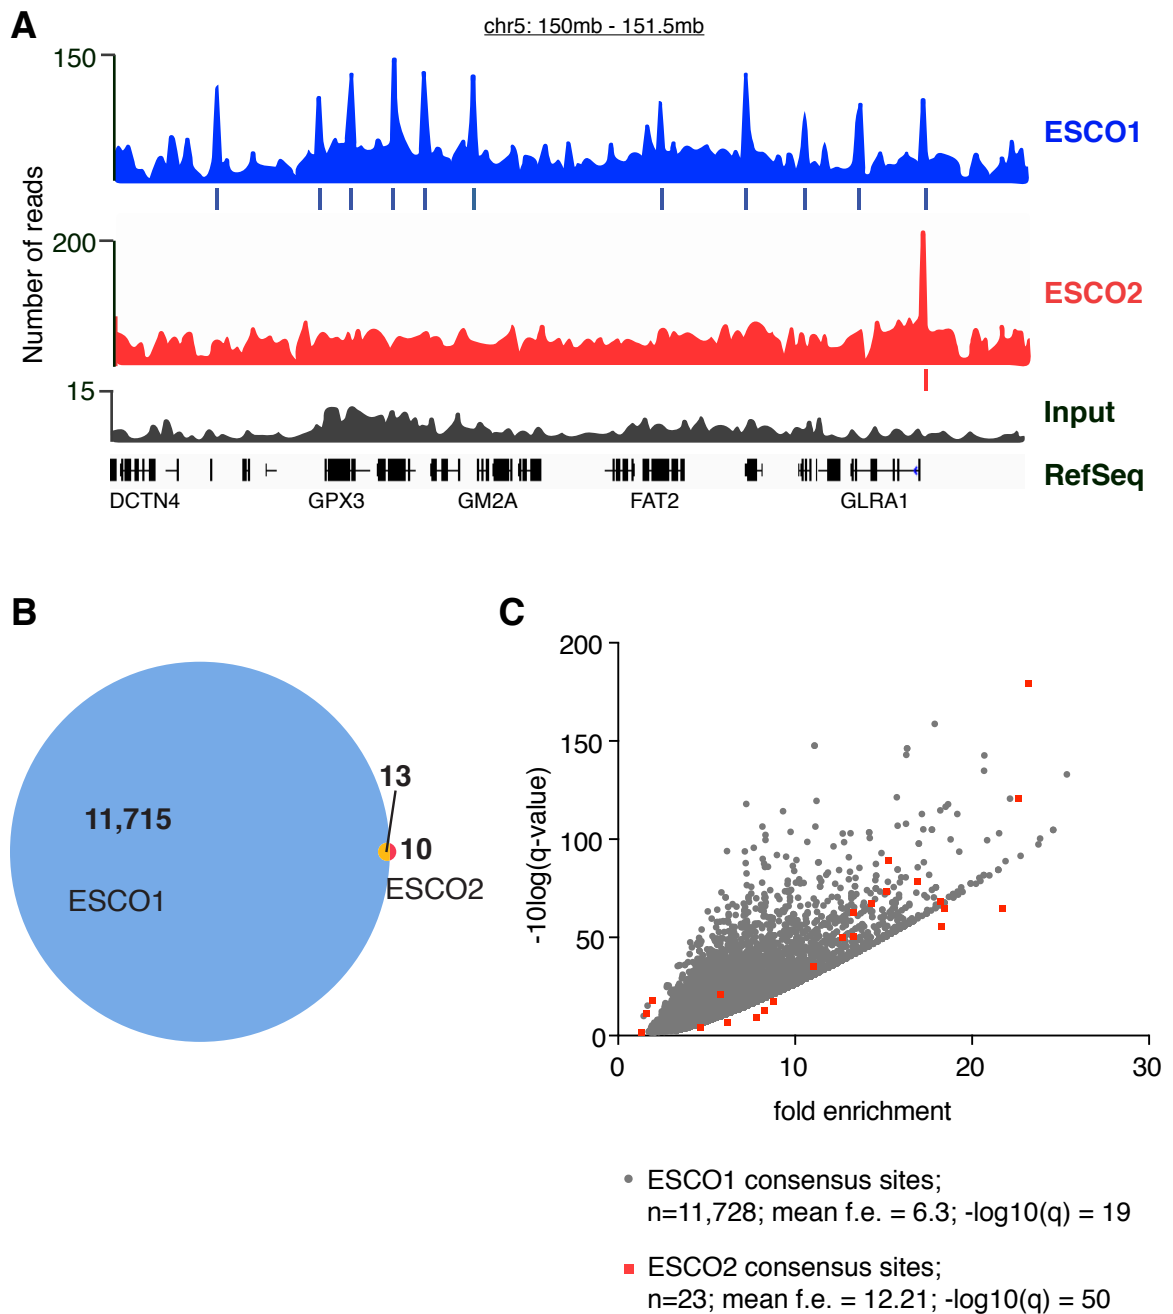 A
chr5: 150mb - 151.5mb
150
ESCO1
Number of reads
200
ESCO2
15
Input
RefSeq
DCTN4 GPX3 GM2A FAT2 GLRA1
B
C
13
11,715
10
ESCO1
ESCO2
200
150
100
50
0
-10log(q-value)
0 10 20 30
fold enrichment
ESCO1 consensus sites;
n=11,728; mean f.e. = 6.3; -log10(q) = 19
ESCO2 consensus sites;
n=23; mean f.e. = 12.21; -log10(q) = 50